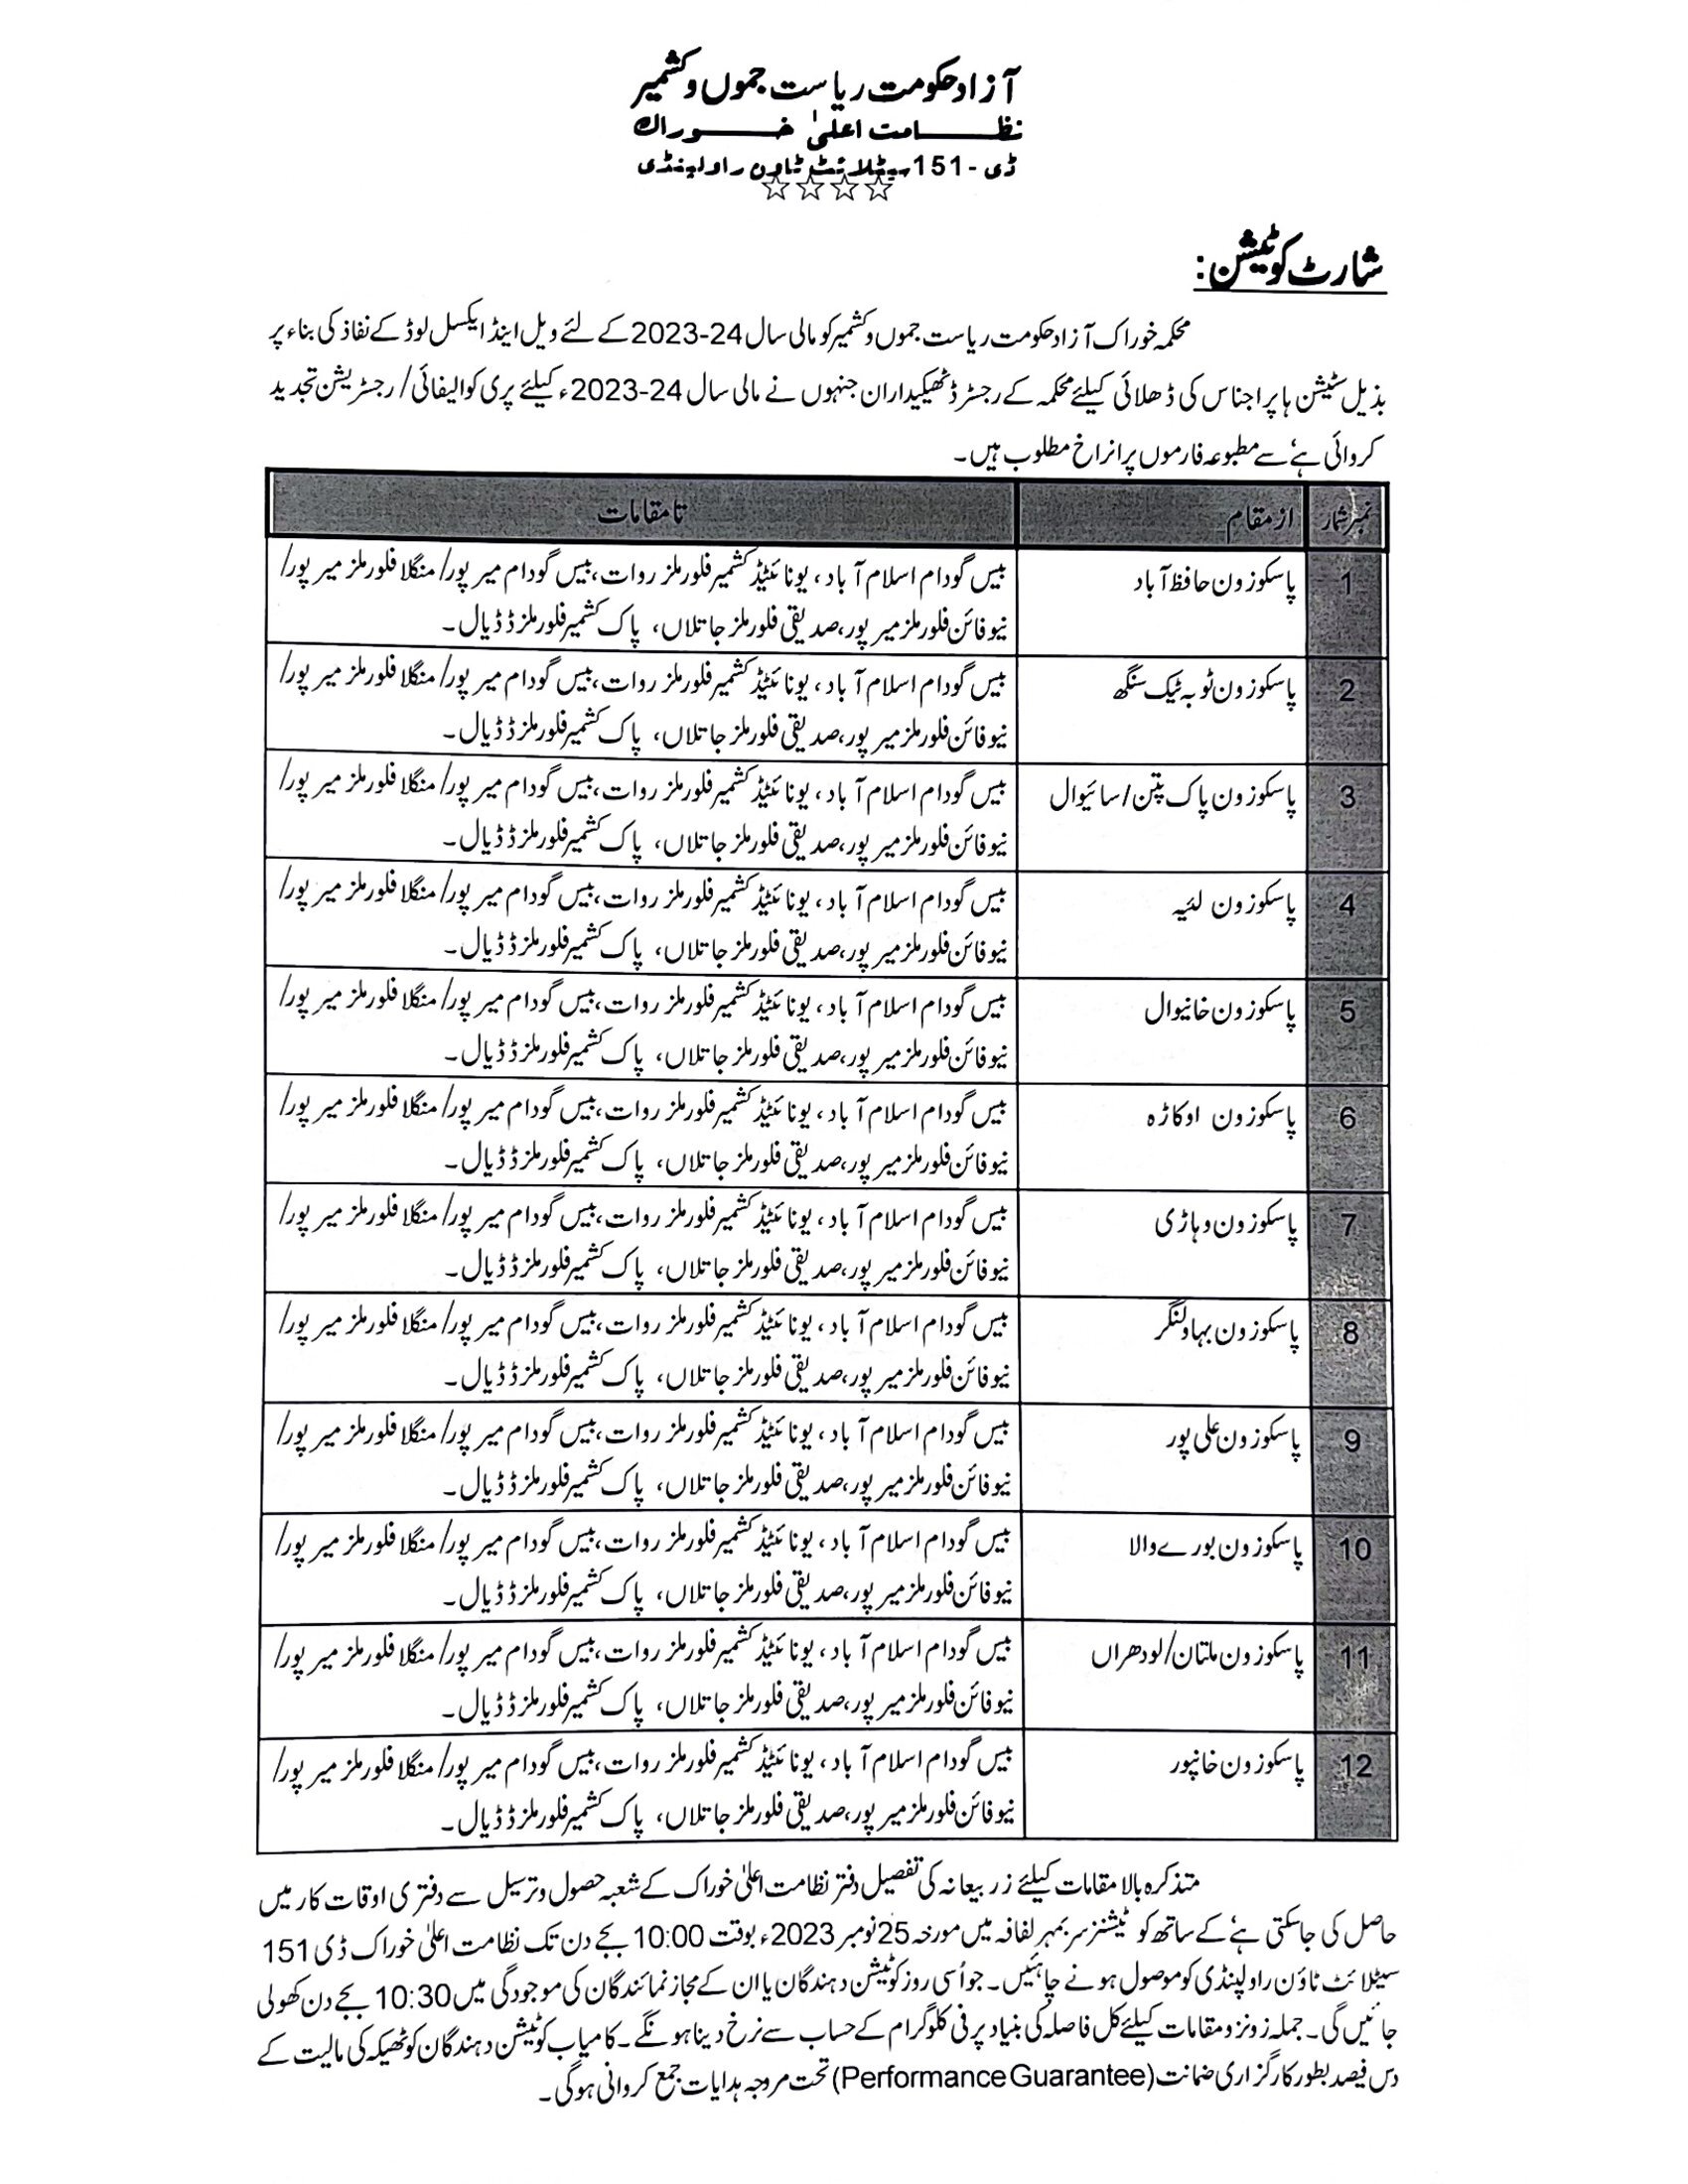 آزاد حکومت ریاست جموں و کشمیر
نظامت اعلیٰ خوراک
ڈی-151 سیٹلائٹ ٹاون راولپنڈی
☆☆☆☆
شارٹ کوٹیشن:
محکمہ خوراک آزاد حکومت ریاست جموں و کشمیر کو مالی سال 24-2023 کے لئے ویل اینڈ ایکسل لوڈ کے نفاذ کی بناء پر
بذیل سٹیشن ہا پر اجناس کی ڈھلائی کیلئے محکمہ کے رجسٹرڈ ٹھیکیداران جنہوں نے مالی سال 24-2023ء کیلئے پری کوالیفائی/رجسٹریشن تجدید
کروائی ہے' سے مطبوعہ فارموں پر انراخ مطلوب ہیں۔
نمبر شمار از مقام تا مقامات
1 پاسکو زون حافظ آباد بیس گودام اسلام آباد، یونائیٹیڈ کشمیر فلور ملز روات، بیس گودام میر پور/ منگلا فلور ملز میر پور/
نیو فائن فلور ملز میر پور، صدیقی فلور ملز جاتلاں، پاک کشمیر فلور ملز ڈڈیال۔
2 پاسکو زون ٹوبہ ٹیک سنگھ بیس گودام اسلام آباد، یونائیٹیڈ کشمیر فلور ملز روات، بیس گودام میر پور/ منگلا فلور ملز میر پور/
نیو فائن فلور ملز میر پور، صدیقی فلور ملز جاتلاں، پاک کشمیر فلور ملز ڈڈیال۔
3 پاسکو زون پاک پتن/سائیوال بیس گودام اسلام آباد، یونائیٹیڈ کشمیر فلور ملز روات، بیس گودام میر پور/ منگلا فلور ملز میر پور/
نیو فائن فلور ملز میر پور، صدیقی فلور ملز جاتلاں، پاک کشمیر فلور ملز ڈڈیال۔
4 پاسکو زون لئیہ بیس گودام اسلام آباد، یونائیٹیڈ کشمیر فلور ملز روات، بیس گودام میر پور/ منگلا فلور ملز میر پور/
نیو فائن فلور ملز میر پور، صدیقی فلور ملز جاتلاں، پاک کشمیر فلور ملز ڈڈیال۔
5 پاسکو زون خانیوال بیس گودام اسلام آباد، یونائیٹیڈ کشمیر فلور ملز روات، بیس گودام میر پور/ منگلا فلور ملز میر پور/
نیو فائن فلور ملز میر پور، صدیقی فلور ملز جاتلاں، پاک کشمیر فلور ملز ڈڈیال۔
6 پاسکو زون اوکاڑہ بیس گودام اسلام آباد، یونائیٹیڈ کشمیر فلور ملز روات، بیس گودام میر پور/ منگلا فلور ملز میر پور/
نیو فائن فلور ملز میر پور، صدیقی فلور ملز جاتلاں، پاک کشمیر فلور ملز ڈڈیال۔
7 پاسکو زون وہاڑی بیس گودام اسلام آباد، یونائیٹیڈ کشمیر فلور ملز روات، بیس گودام میر پور/ منگلا فلور ملز میر پور/
نیو فائن فلور ملز میر پور، صدیقی فلور ملز جاتلاں، پاک کشمیر فلور ملز ڈڈیال۔
8 پاسکو زون بہاولنگر بیس گودام اسلام آباد، یونائیٹیڈ کشمیر فلور ملز روات، بیس گودام میر پور/ منگلا فلور ملز میر پور/
نیو فائن فلور ملز میر پور، صدیقی فلور ملز جاتلاں، پاک کشمیر فلور ملز ڈڈیال۔
9 پاسکو زون علی پور بیس گودام اسلام آباد، یونائیٹیڈ کشمیر فلور ملز روات، بیس گودام میر پور/ منگلا فلور ملز میر پور/
نیو فائن فلور ملز میر پور، صدیقی فلور ملز جاتلاں، پاک کشمیر فلور ملز ڈڈیال۔
10 پاسکو زون بورے والا بیس گودام اسلام آباد، یونائیٹیڈ کشمیر فلور ملز روات، بیس گودام میر پور/ منگلا فلور ملز میر پور/
نیو فائن فلور ملز میر پور، صدیقی فلور ملز جاتلاں، پاک کشمیر فلور ملز ڈڈیال۔
11 پاسکو زون ملتان/لودھراں بیس گودام اسلام آباد، یونائیٹیڈ کشمیر فلور ملز روات، بیس گودام میر پور/ منگلا فلور ملز میر پور/
نیو فائن فلور ملز میر پور، صدیقی فلور ملز جاتلاں، پاک کشمیر فلور ملز ڈڈیال۔
12 پاسکو زون خانپور بیس گودام اسلام آباد، یونائیٹیڈ کشمیر فلور ملز روات، بیس گودام میر پور/ منگلا فلور ملز میر پور/
نیو فائن فلور ملز میر پور، صدیقی فلور ملز جاتلاں، پاک کشمیر فلور ملز ڈڈیال۔
متذکرہ بالا مقامات کیلئے زر بیعانہ کی تفصیل دفتر نظامت اعلیٰ خوراک کے شعبہ حصول و ترسیل سے دفتری اوقات کار میں
حاصل کی جاسکتی ہے' کے ساتھ کوٹیشنز سر بمہر لفافہ میں مورخہ 25 نومبر 2023ء بوقت 10:00 بجے دن تک نظامت اعلیٰ خوراک ڈی 151
سیٹلائٹ ٹاؤن راولپنڈی کو موصول ہونے چاہئیں۔ جو اُسی روز کوٹیشن دہندگان یا ان کے مجاز نمائندگان کی موجودگی میں 10:30 بجے دن کھولی
جائیں گی۔ جملہ زونز و مقامات کیلئے کل فاصلہ کی بنیاد پر فی کلوگرام کے حساب سے نرخ دینا ہونگے۔ کامیاب کوٹیشن دہندگان کو ٹھیکہ کی مالیت کے
دس فیصد بطور کارگزاری ضمانت (Performance Guarantee) تحت مروجہ ہدایات جمع کروانی ہوگی۔